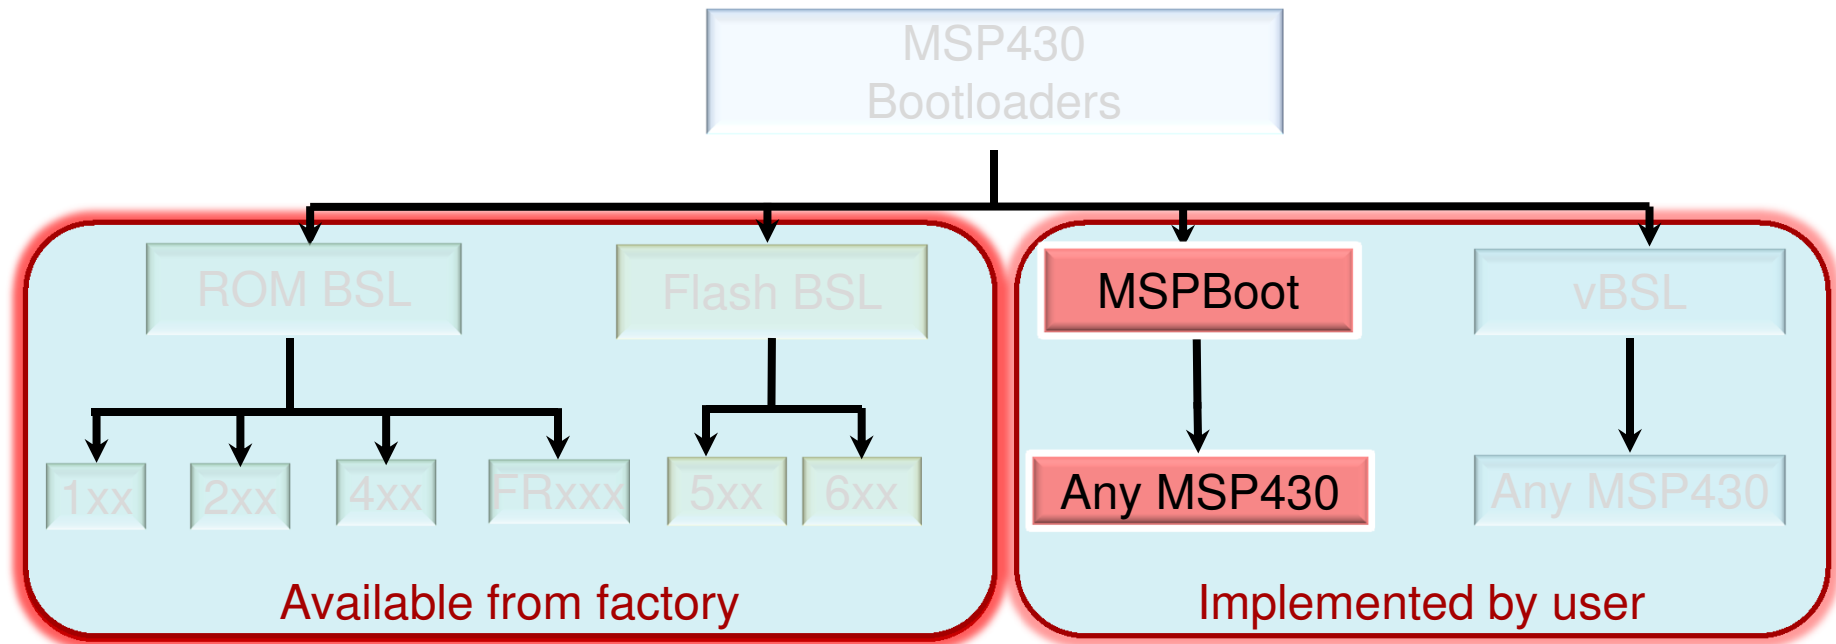 MSP430
Bootloaders
ROM BSL
Flash BSL
MSPBoot
vBSL
1xx
2xx
4xx
FRxxx
5xx
6xx
Any MSP430
Any MSP430
Available from factory
Implemented by user